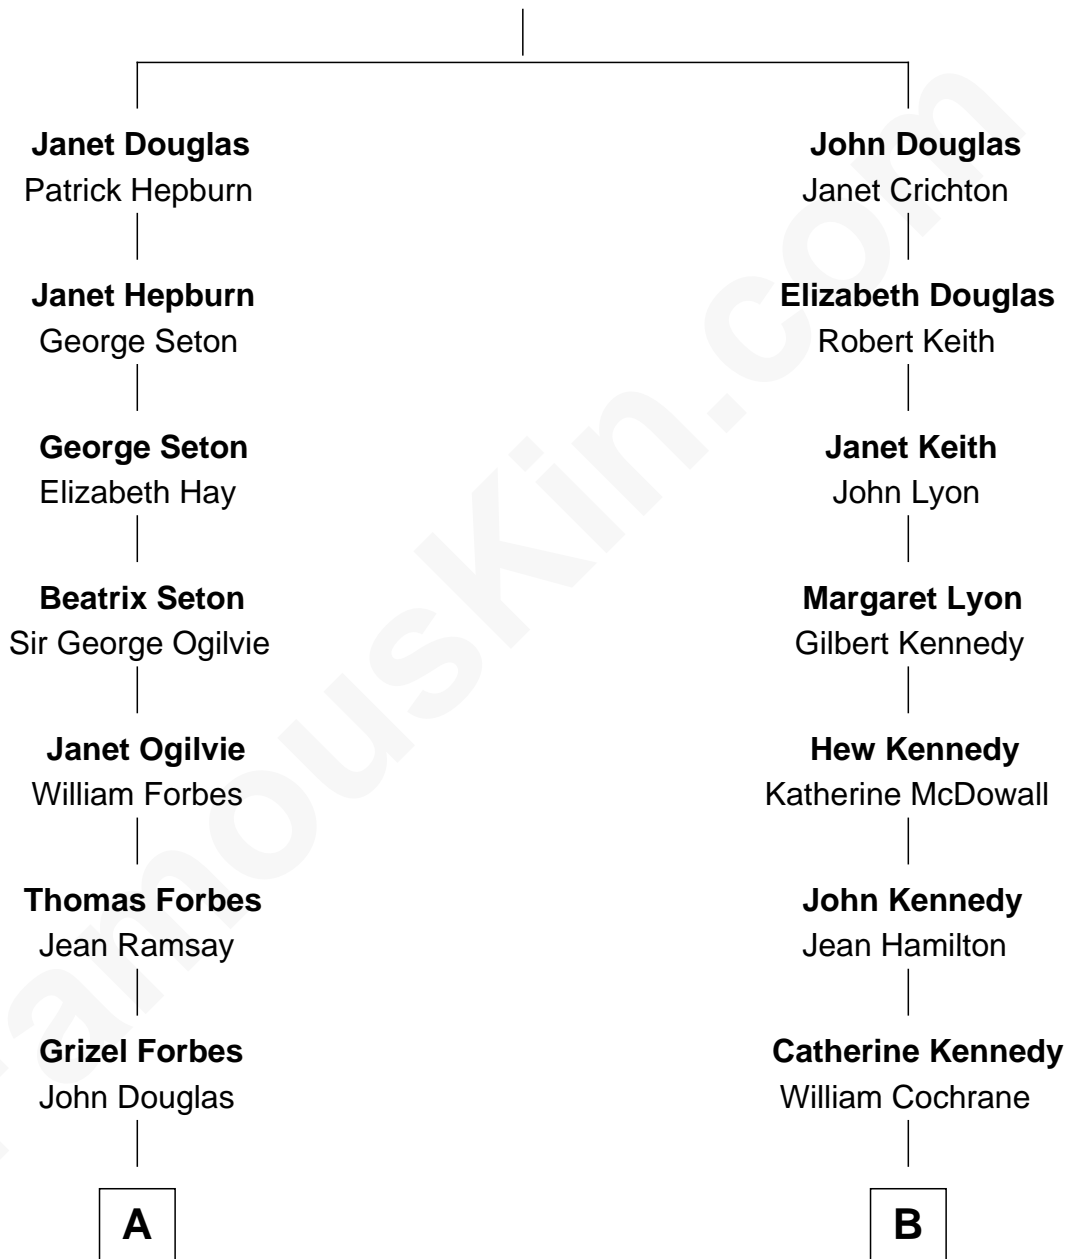 Janet Douglas
Patrick Hepburn
Janet Hepburn
George Seton
George Seton
Elizabeth Hay
Beatrix Seton
Sir George Ogilvie
Janet Ogilvie
William Forbes
Thomas Forbes
Jean Ramsay
Grizel Forbes
John Douglas
A
John Douglas
Janet Crichton
Elizabeth Douglas
Robert Keith
Janet Keith
John Lyon
Margaret Lyon
Gilbert Kennedy
Hew Kennedy
Katherine McDowall
John Kennedy
Jean Hamilton
Catherine Kennedy
William Cochrane
B
FamousKin.com